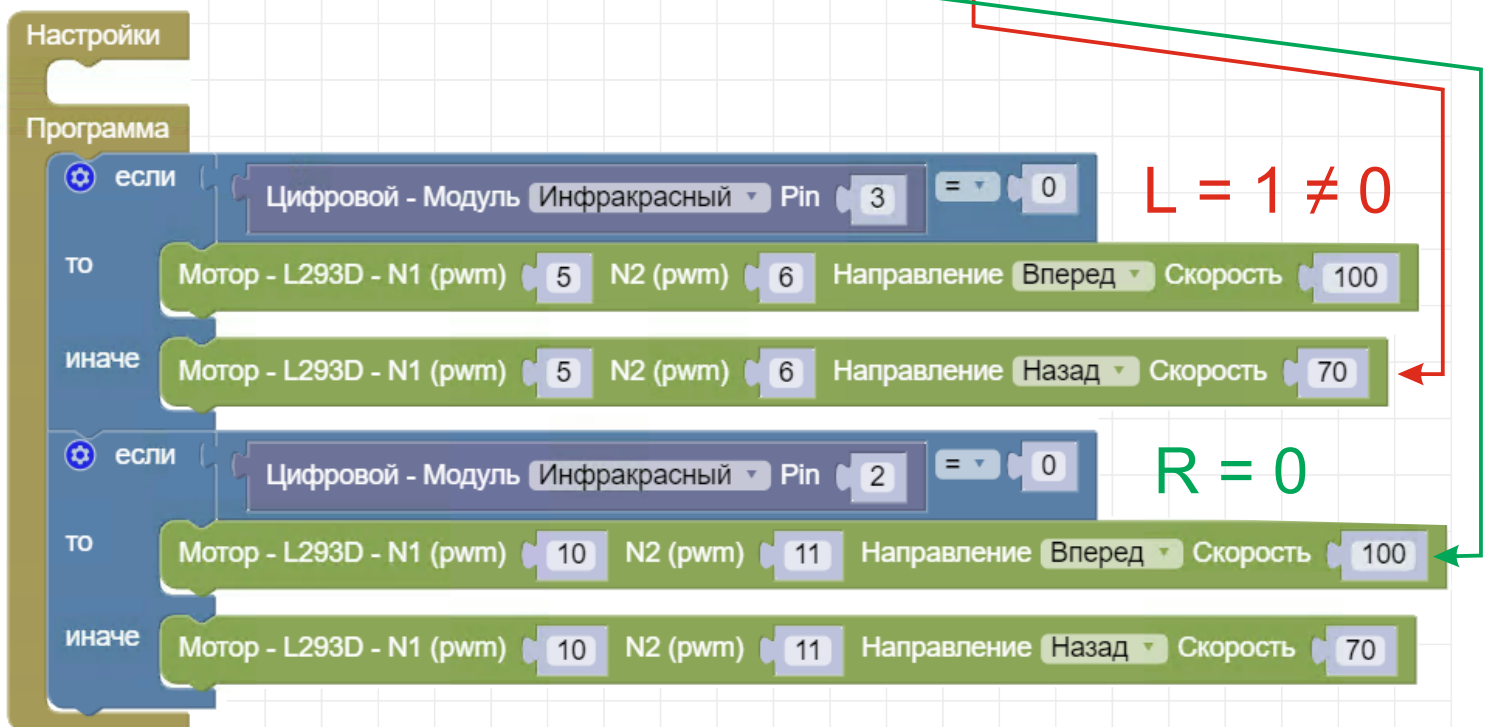 Настройки
Программа
если Цифровой - Модуль Инфракрасный Pin 3 = 0 L = 1 ≠ 0
то Мотор - L293D - N1 (pwm) 5 N2 (pwm) 6 Направление Вперед Скорость 100
иначе Мотор - L293D - N1 (pwm) 5 N2 (pwm) 6 Направление Назад Скорость 70
если Цифровой - Модуль Инфракрасный Pin 2 = 0 R = 0
то Мотор - L293D - N1 (pwm) 10 N2 (pwm) 11 Направление Вперед Скорость 100
иначе Мотор - L293D - N1 (pwm) 10 N2 (pwm) 11 Направление Назад Скорость 70